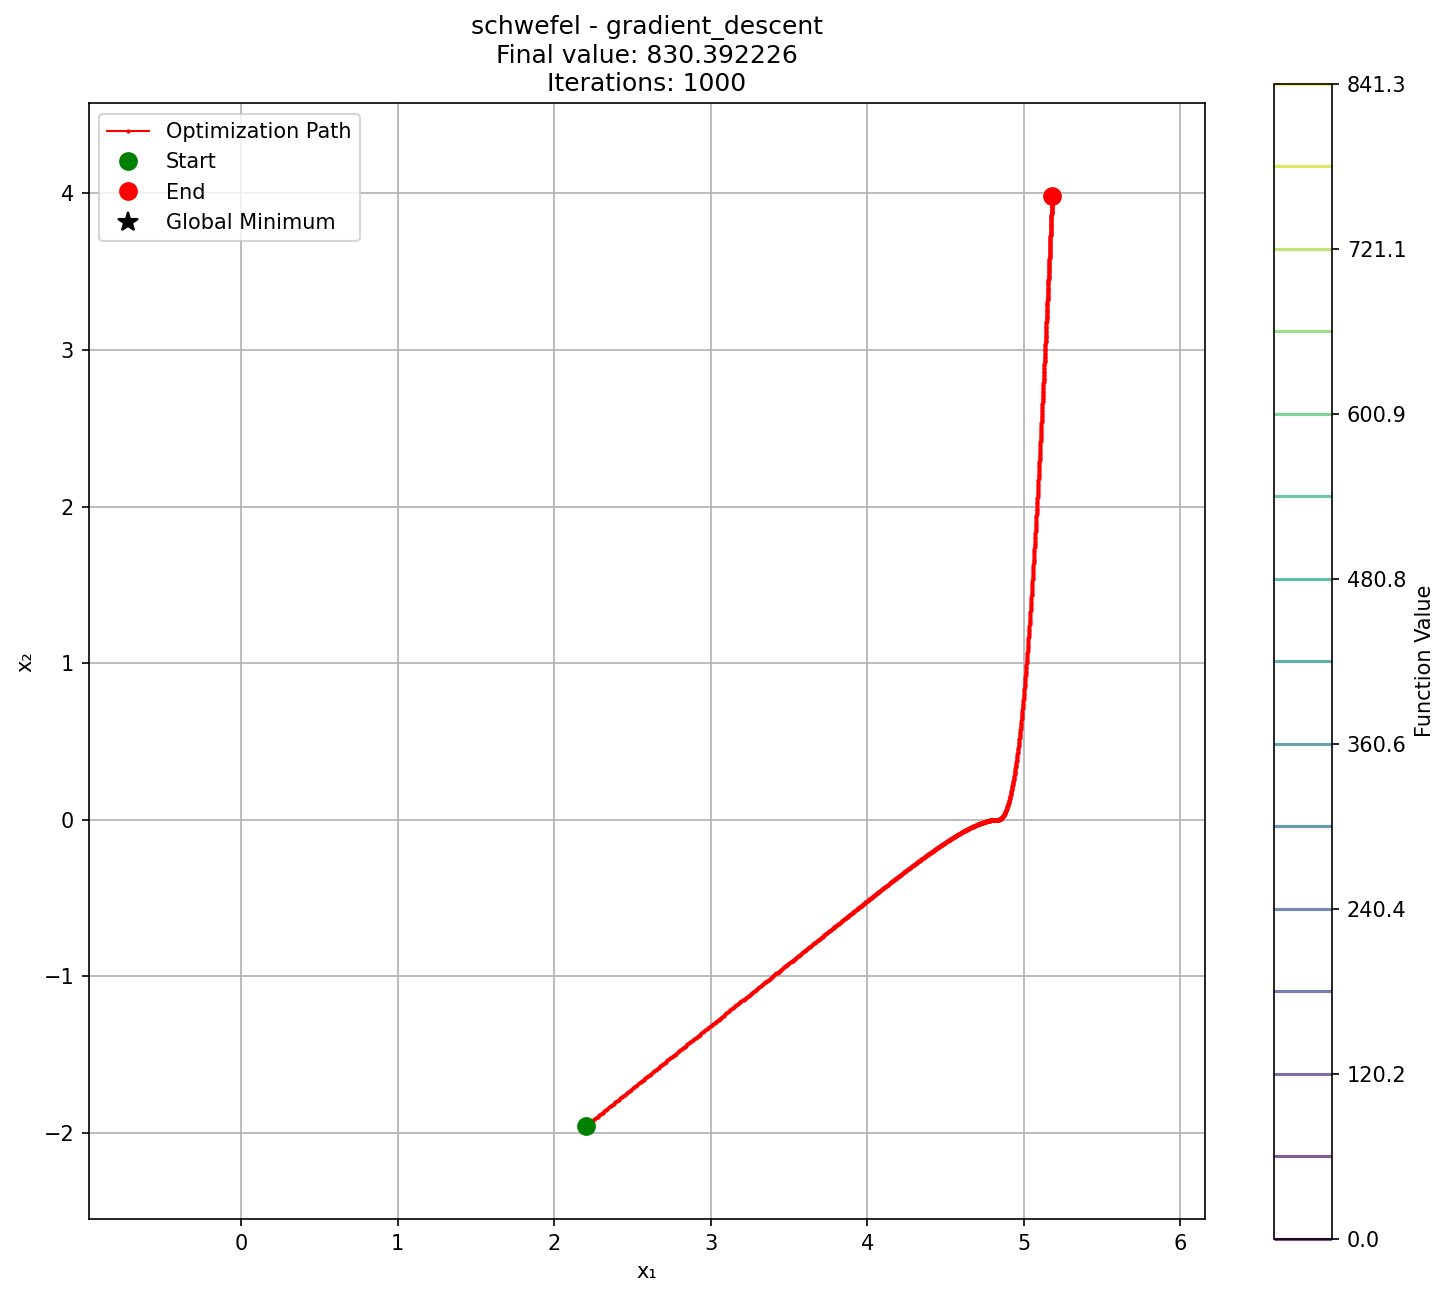 schwefel - gradient_descent
Final value: 830.392226
Iterations: 1000
Optimization Path
Start
End
Global Minimum
4
3
2
1
0
−1
−2
x₂
0
1
2
3
4
5
6
x₁
841.3
721.1
600.9
480.8
360.6
240.4
120.2
0.0
Function Value